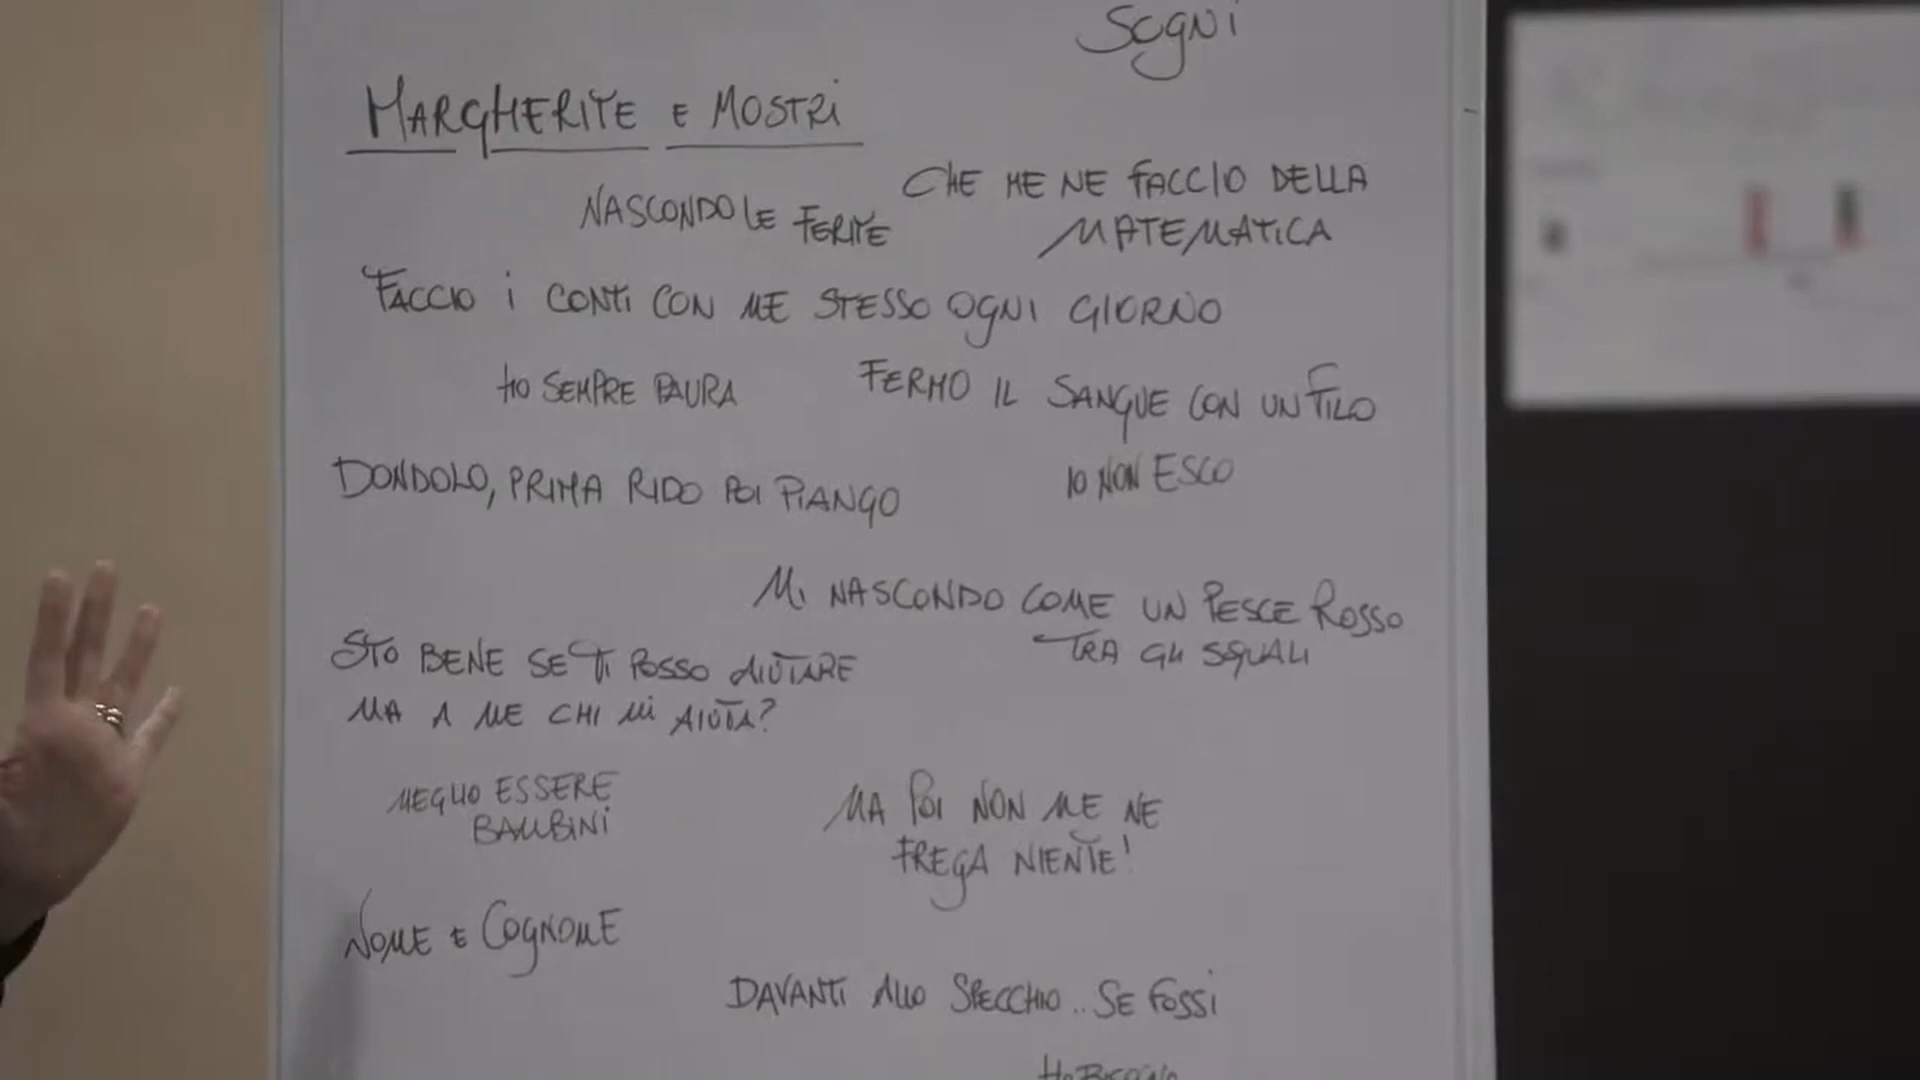 SOGNI
MARGHERITE E MOSTRI
NASCONDO LE FERITE
CHE ME NE FACCIO DELLA
MATEMATICA
FACCIO i CONTI CON ME STESSO OGNI GIORNO
HO SEMPRE PAURA
FERMO IL SANGUE CON UN FILO
DONDOLO, PRIMA RIDO POI PIANGO
IO NON ESCO
Mi NASCONDO COME UN PESCE ROSSO
TRA GLI SQUALI
STO BENE SE TI POSSO AIUTARE
MA A ME CHI Mi AIUTA?
MEGLIO ESSERE
BAMBINi
MA POI NON ME NE
FREGA NIENTE!
NOME E COGNOME
DAVANTi ALLO SPECCHIO.. SE FOSSi
HO BISOGNO